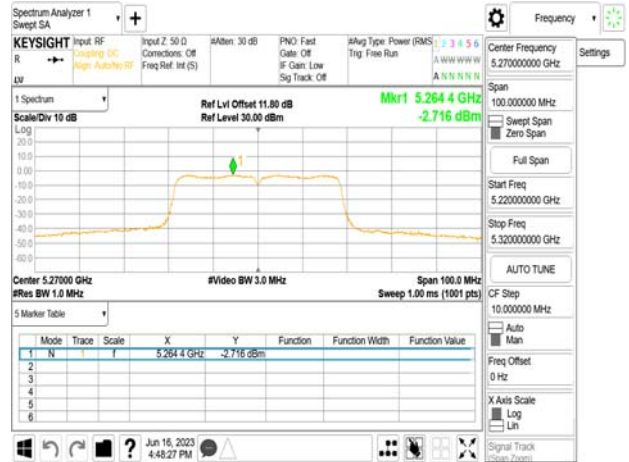 Spectrum Analyzer 1
Swept SA
+
Frequency
KEYSIGHT
R
Input: RF
Coupling: DC
Align: Auto/No RF
Input Z: 50 Ω
Corrections: Off
Freq Ref: Int (S)
#Atten: 30 dB
PNO: Fast
Gate: Off
IF Gain: Low
Sig Track: Off
#Avg Type: Power (RMS
Trig: Free Run
1 2 3 4 5 6
A W W W W W
A N N N N N
Settings
1 Spectrum
Scale/Div 10 dB
Ref Lvl Offset 11.80 dB
Ref Level 30.00 dBm
Mkr1 5.264 4 GHz
-2.716 dBm
Log
20.0
10.0
0.00
-10.0
-20.0
-30.0
-40.0
-50.0
-60.0
1
Center 5.27000 GHz
#Res BW 1.0 MHz
#Video BW 3.0 MHz
Span 100.0 MHz
Sweep 1.00 ms (1001 pts)
5 Marker Table
Mode Trace Scale X Y Function Function Width Function Value
1 N 1 f 5.264 4 GHz -2.716 dBm
2
3
4
5
6
Jun 16, 2023
4:48:27 PM
Center Frequency
5.270000000 GHz
Span
100.000000 MHz
Swept Span
Zero Span
Full Span
Start Freq
5.220000000 GHz
Stop Freq
5.320000000 GHz
AUTO TUNE
CF Step
10.000000 MHz
Auto
Man
Freq Offset
0 Hz
X Axis Scale
Log
Lin
Signal Track
(Span Zoom)